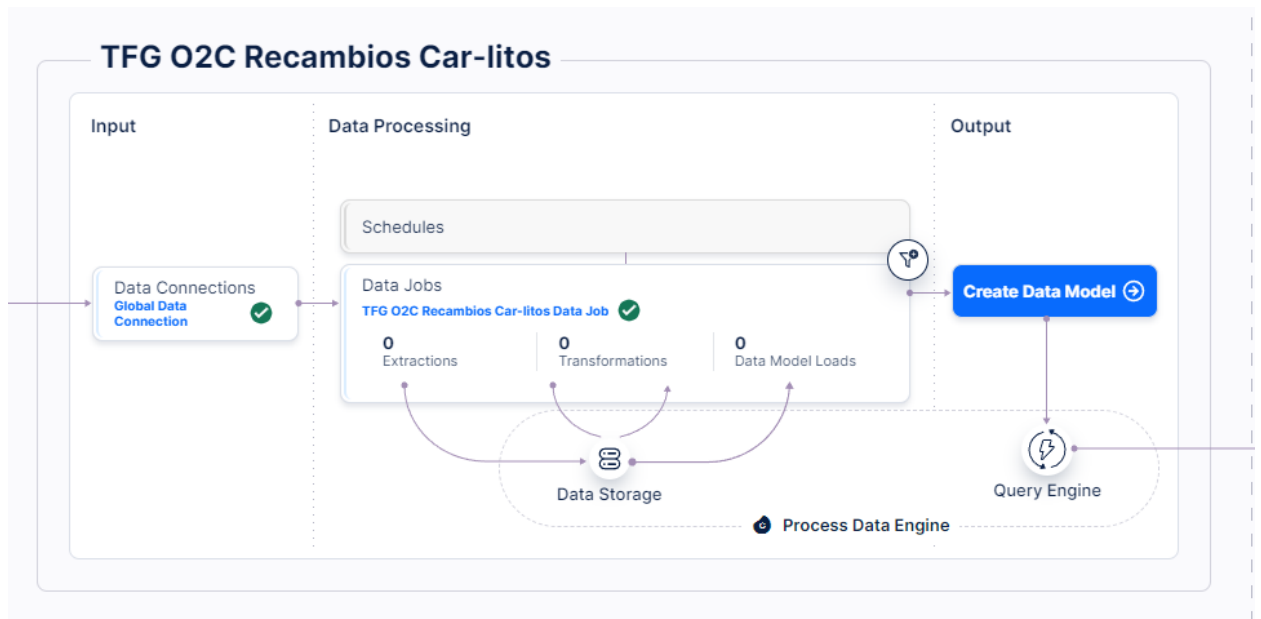 TFG O2C Recambios Car-litos
Input
Data Processing
Output
Schedules
Data Connections
Global Data
Connection
Data Jobs
TFG O2C Recambios Car-litos Data Job
0
Extractions
0
Transformations
0
Data Model Loads
Create Data Model
Data Storage
Query Engine
Process Data Engine